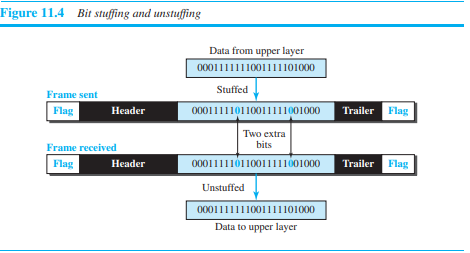 Figure 11.4 Bit stuffing and unstuffing
Data from upper layer
0001111111001111101000
Stuffed
Frame sent
Flag Header 000111110110011111001000 Trailer Flag
Two extra
bits
Frame received
Flag Header 000111110110011111001000 Trailer Flag
Unstuffed
0001111111001111101000
Data to upper layer